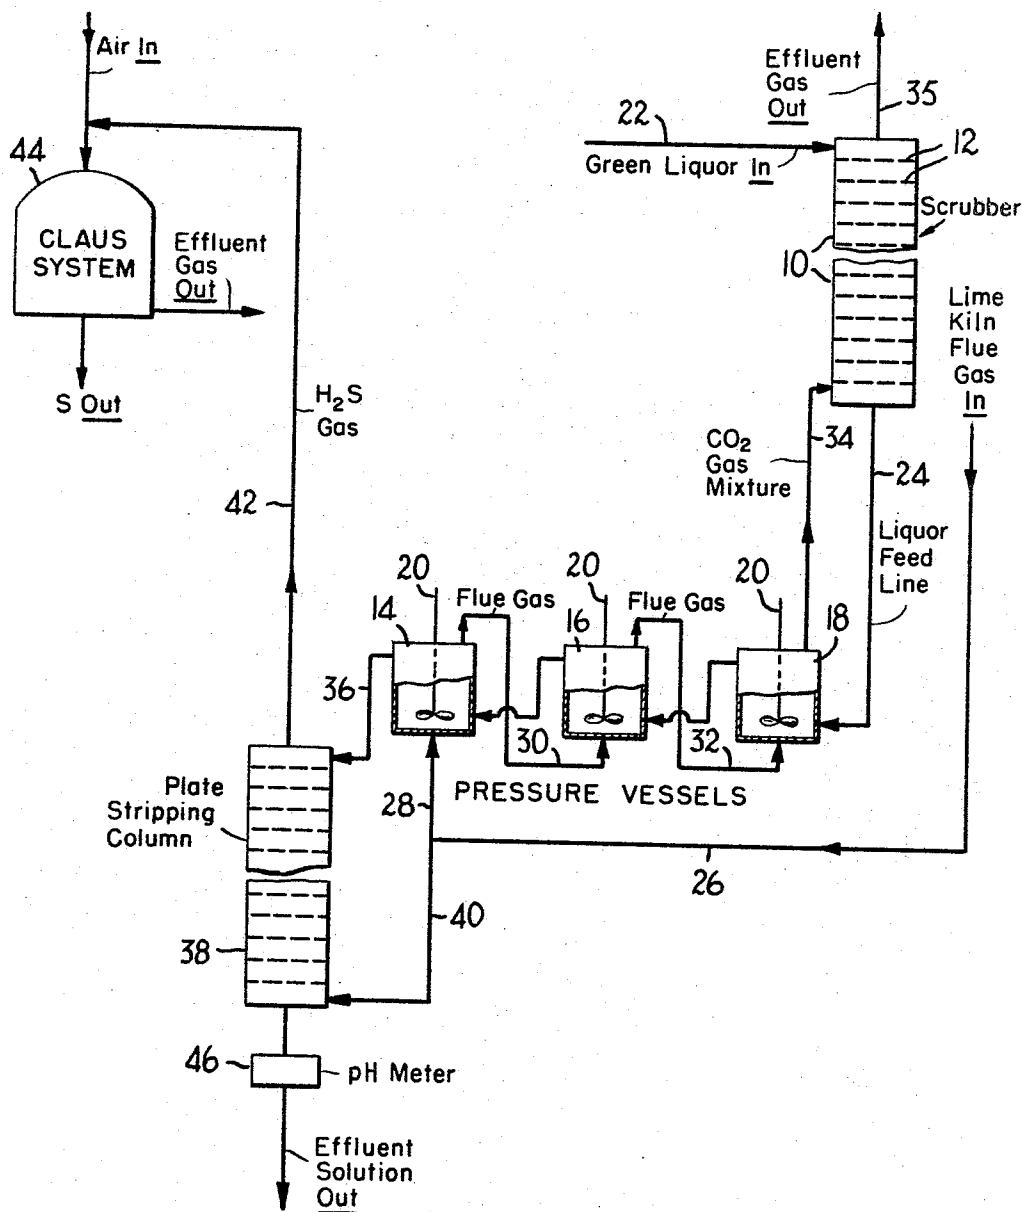 Air In
44
CLAUS
SYSTEM
Effluent
Gas
Out
S Out
H2S
Gas
42
Effluent
Gas
Out
35
22
Green Liquor In
12
Scrubber
10
Lime
Kiln
Flue
Gas
In
CO2
Gas
Mixture
34
24
Liquor
Feed
Line
20
Flue Gas
20
Flue Gas
20
14
16
18
36
30
32
PRESSURE VESSELS
28
26
Plate
Stripping
Column
40
38
46
pH Meter
Effluent
Solution
Out